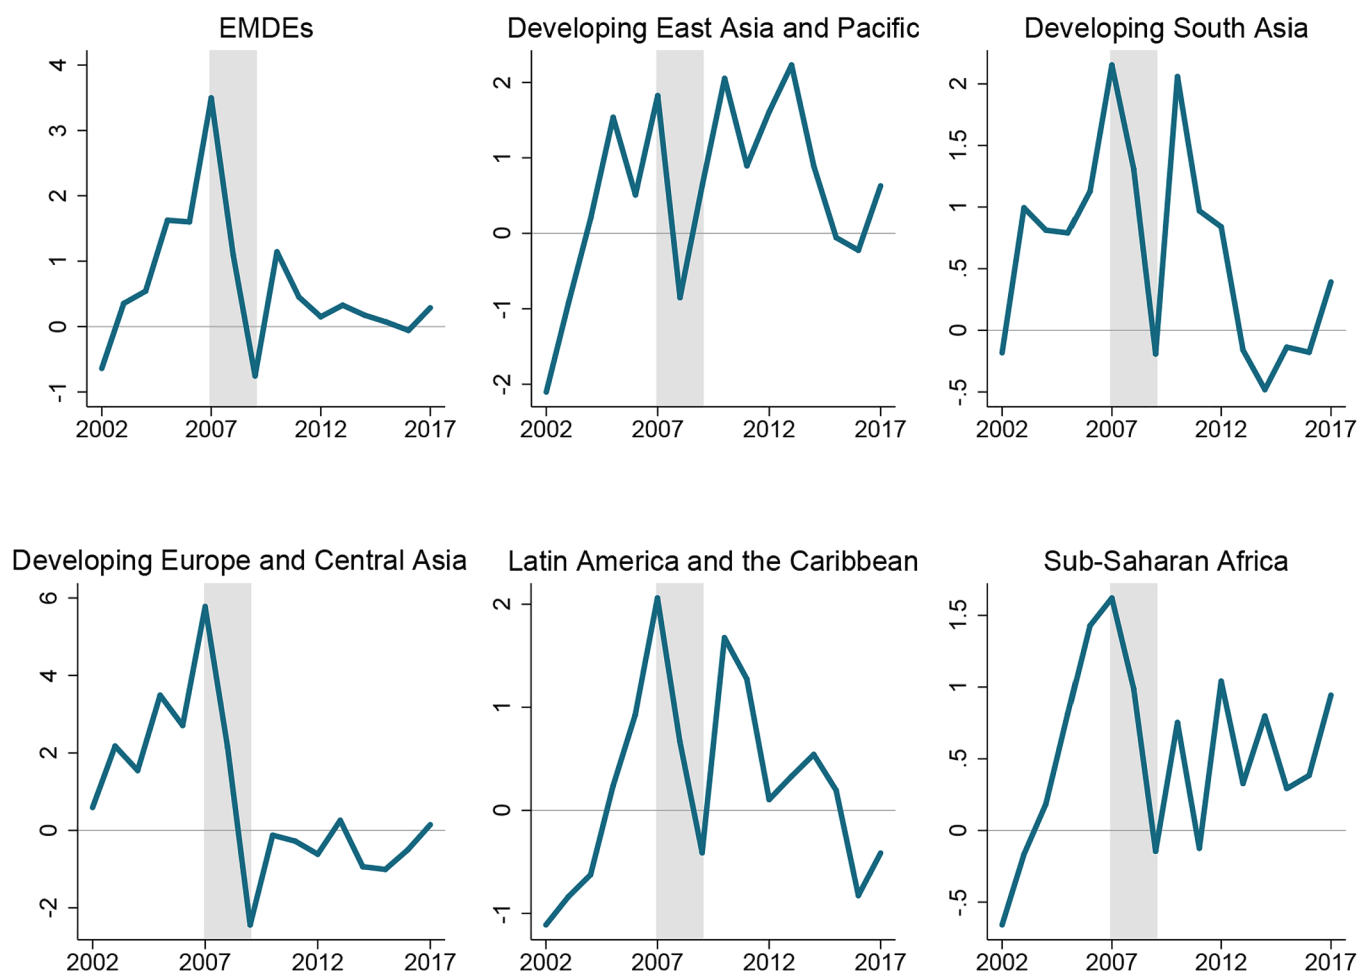 EMDEs
4
3
2
1
0
-1
2002 2007 2012 2017
Developing East Asia and Pacific
2
1
0
-1
-2
2002 2007 2012 2017
Developing South Asia
2
1.5
1
.5
0
-.5
2002 2007 2012 2017
Developing Europe and Central Asia
6
4
2
0
-2
2002 2007 2012 2017
Latin America and the Caribbean
2
1
0
-1
2002 2007 2012 2017
Sub-Saharan Africa
1.5
1
.5
0
-.5
2002 2007 2012 2017